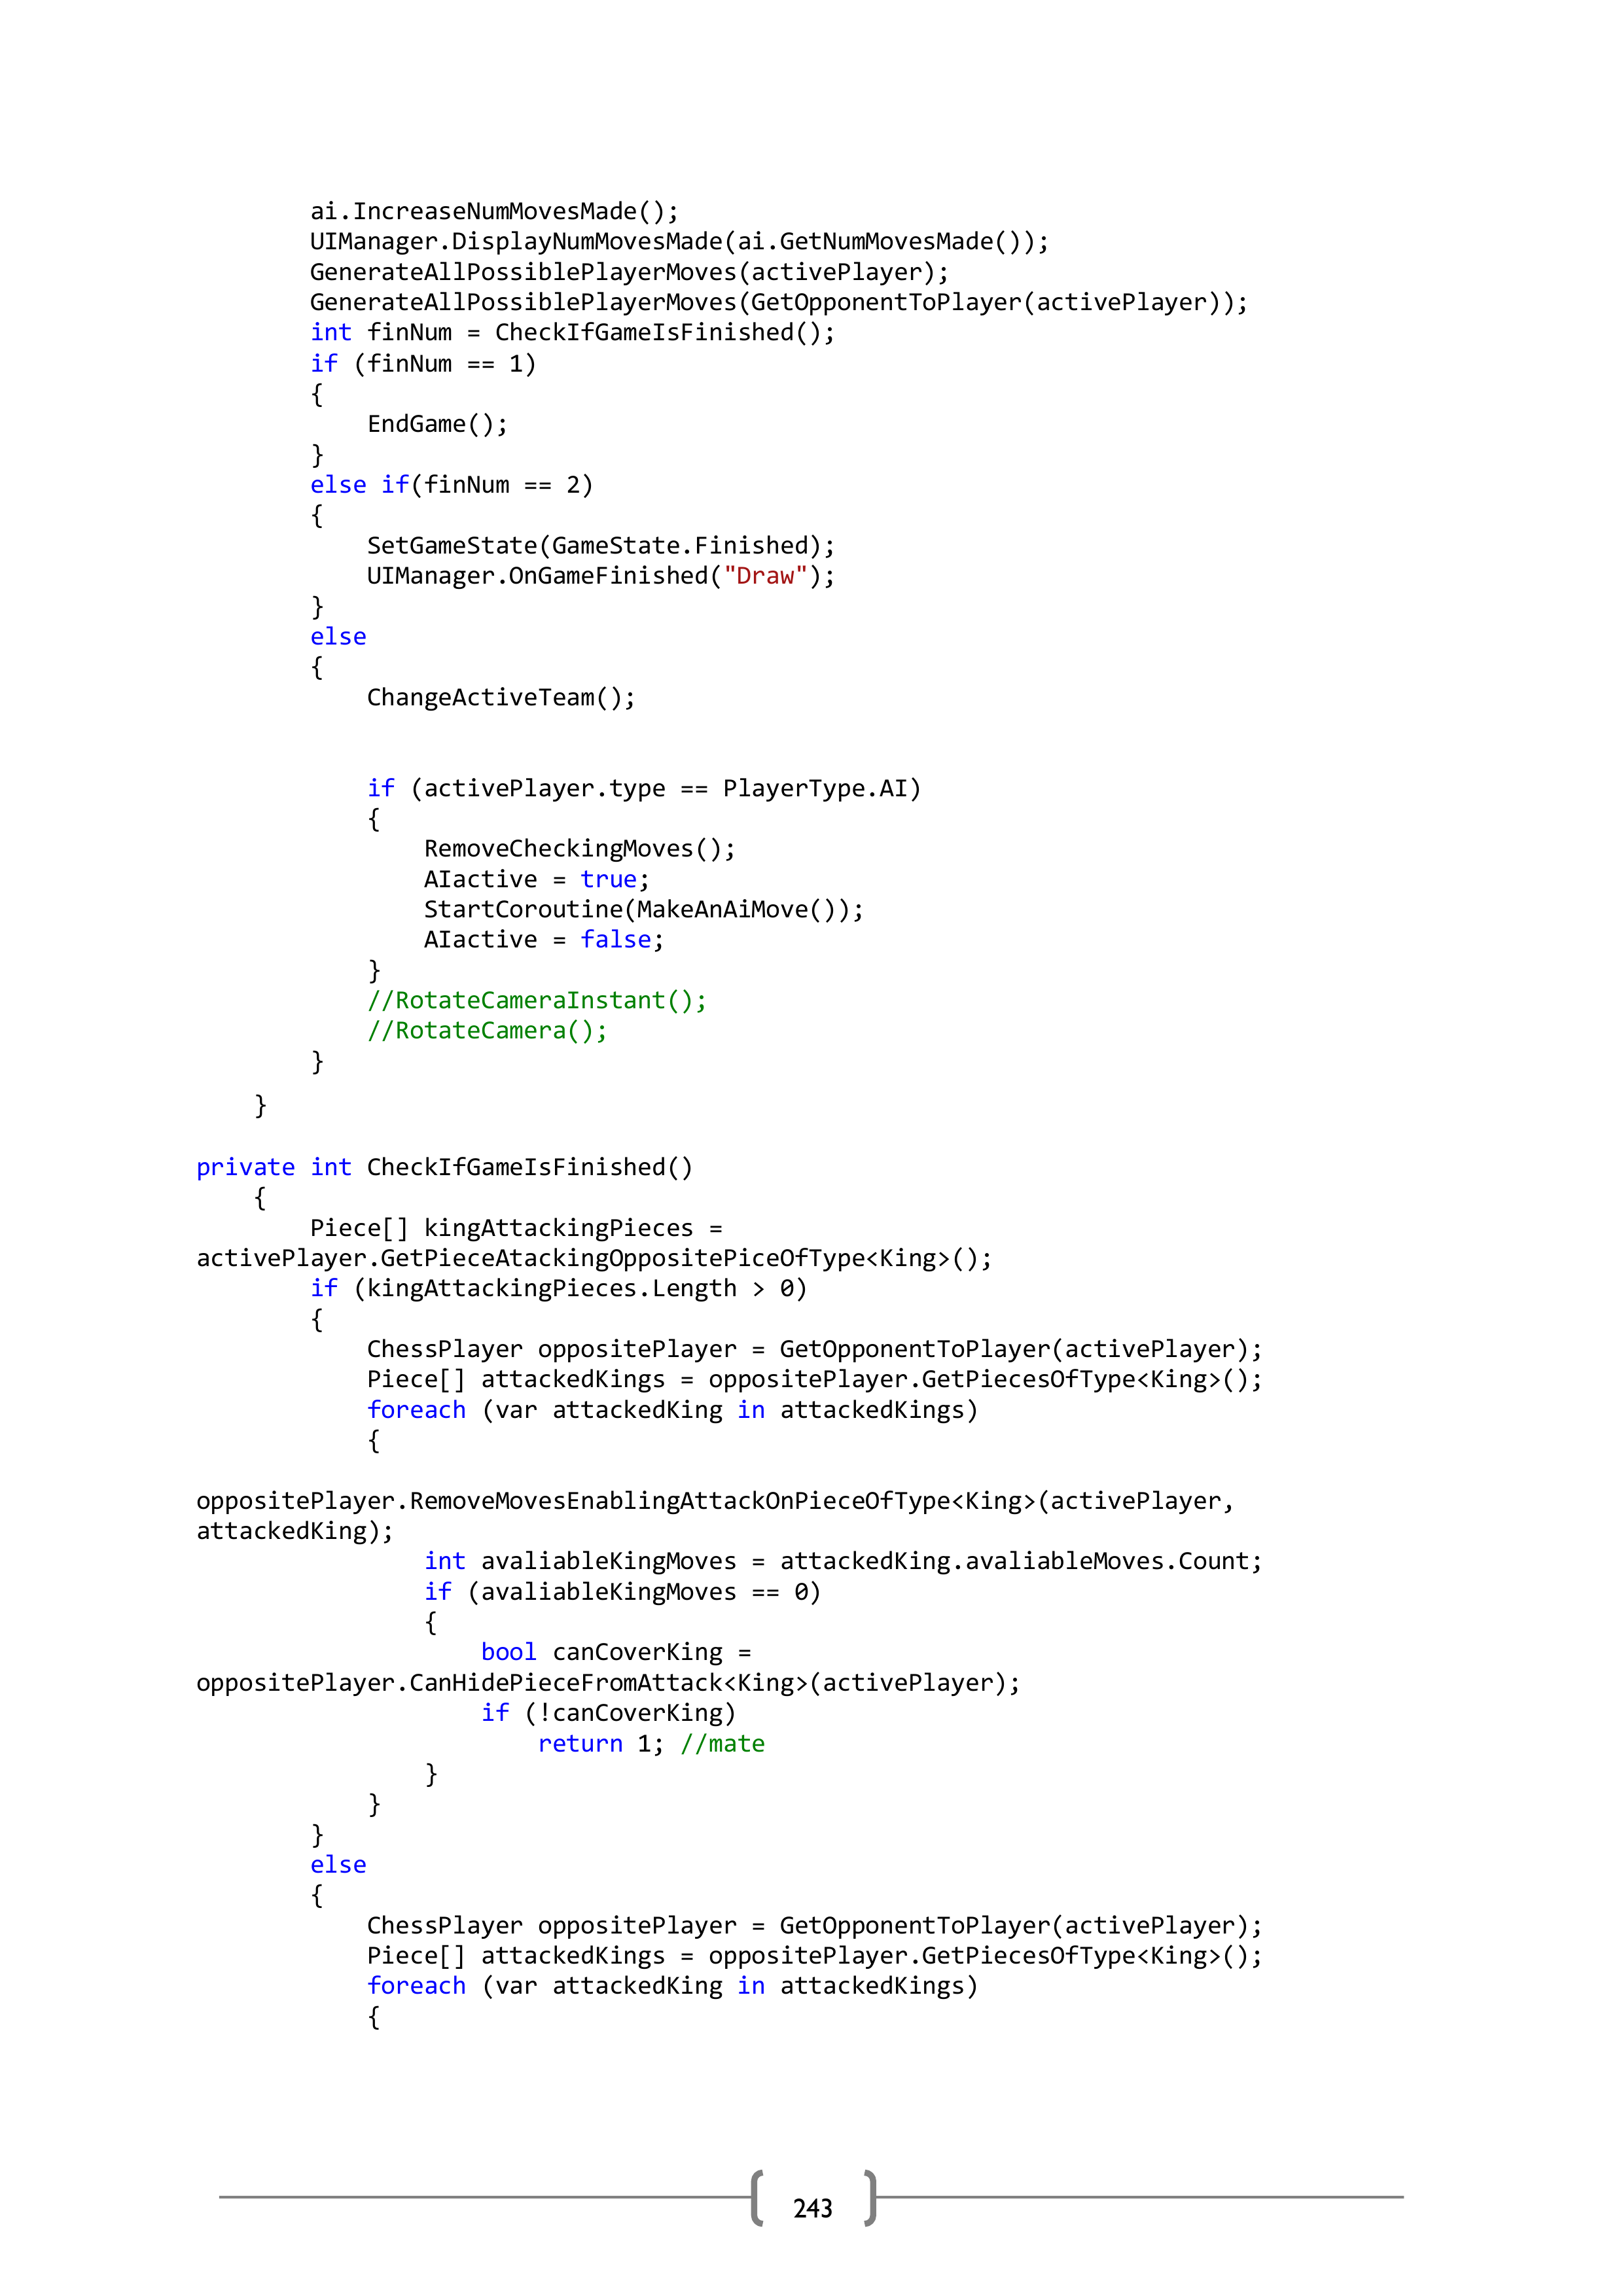 ai.IncreaseNumMovesMade();
UIManager.DisplayNumMovesMade(ai.GetNumMovesMade());
GenerateAllPossiblePlayerMoves(activePlayer);
GenerateAllPossiblePlayerMoves(GetOpponentToPlayer(activePlayer));
int finNum = CheckIfGameIsFinished();
if (finNum == 1)
{
EndGame();
}
else if(finNum == 2)
{
SetGameState(GameState.Finished);
UIManager.OnGameFinished("Draw");
}
else
{
ChangeActiveTeam();
if (activePlayer.type == PlayerType.AI)
{
RemoveCheckingMoves();
AIactive = true;
StartCoroutine(MakeAnAiMove());
AIactive = false;
}
//RotateCameraInstant();
//RotateCamera();
}
}
private int CheckIfGameIsFinished()
{
Piece[] kingAttackingPieces =
activePlayer.GetPieceAtackingOppositePiceOfType<King>();
if (kingAttackingPieces.Length > 0)
{
ChessPlayer oppositePlayer = GetOpponentToPlayer(activePlayer);
Piece[] attackedKings = oppositePlayer.GetPiecesOfType<King>();
foreach (var attackedKing in attackedKings)
{
oppositePlayer.RemoveMovesEnablingAttackOnPieceOfType<King>(activePlayer,
attackedKing);
int avaliableKingMoves = attackedKing.avaliableMoves.Count;
if (avaliableKingMoves == 0)
{
bool canCoverKing =
oppositePlayer.CanHidePieceFromAttack<King>(activePlayer);
if (!canCoverKing)
return 1; //mate
}
}
}
else
{
ChessPlayer oppositePlayer = GetOpponentToPlayer(activePlayer);
Piece[] attackedKings = oppositePlayer.GetPiecesOfType<King>();
foreach (var attackedKing in attackedKings)
{
243